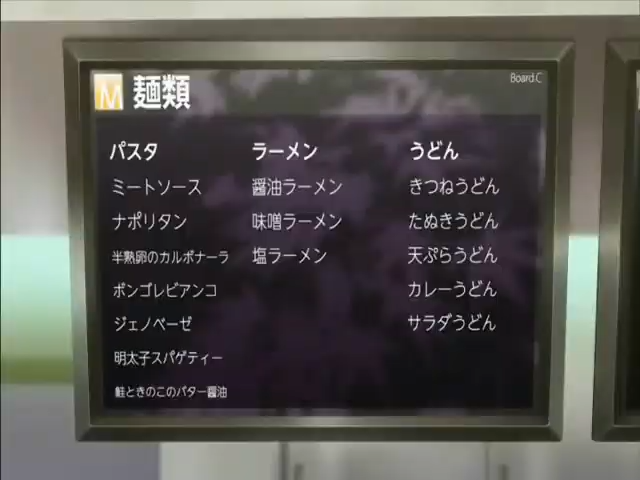 M 麺類
Board.C
パスタ
ミートソース
ナポリタン
半熟卵のカルボナーラ
ボンゴレビアンコ
ジェノベーゼ
明太子スパゲティー
鮭ときのこのバター醤油
ラーメン
醤油ラーメン
味噌ラーメン
塩ラーメン
うどん
きつねうどん
たぬきうどん
天ぷらうどん
カレーうどん
サラダうどん